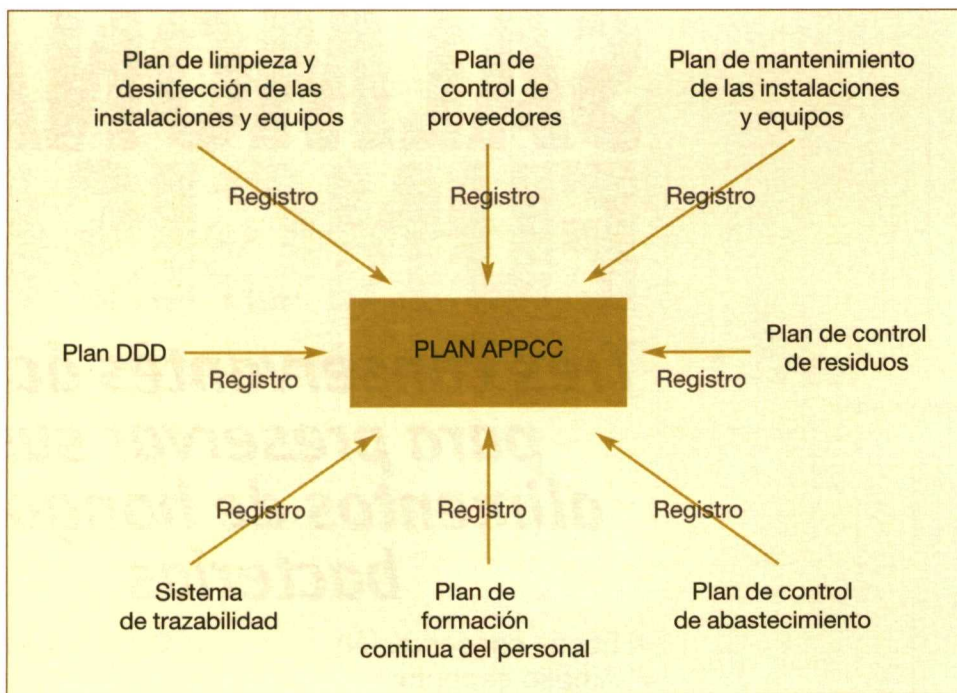 Plan de limpieza y
desinfección de las
instalaciones y equipos
Plan de
control de
proveedores
Plan de mantenimiento
de las instalaciones
y equipos
Registro
Registro
Registro
Plan DDD
Registro
PLAN APPCC
Plan de control
de residuos
Registro
Registro
Registro
Registro
Sistema
de trazabilidad
Plan de
formación
continua del personal
Plan de control
de abastecimiento